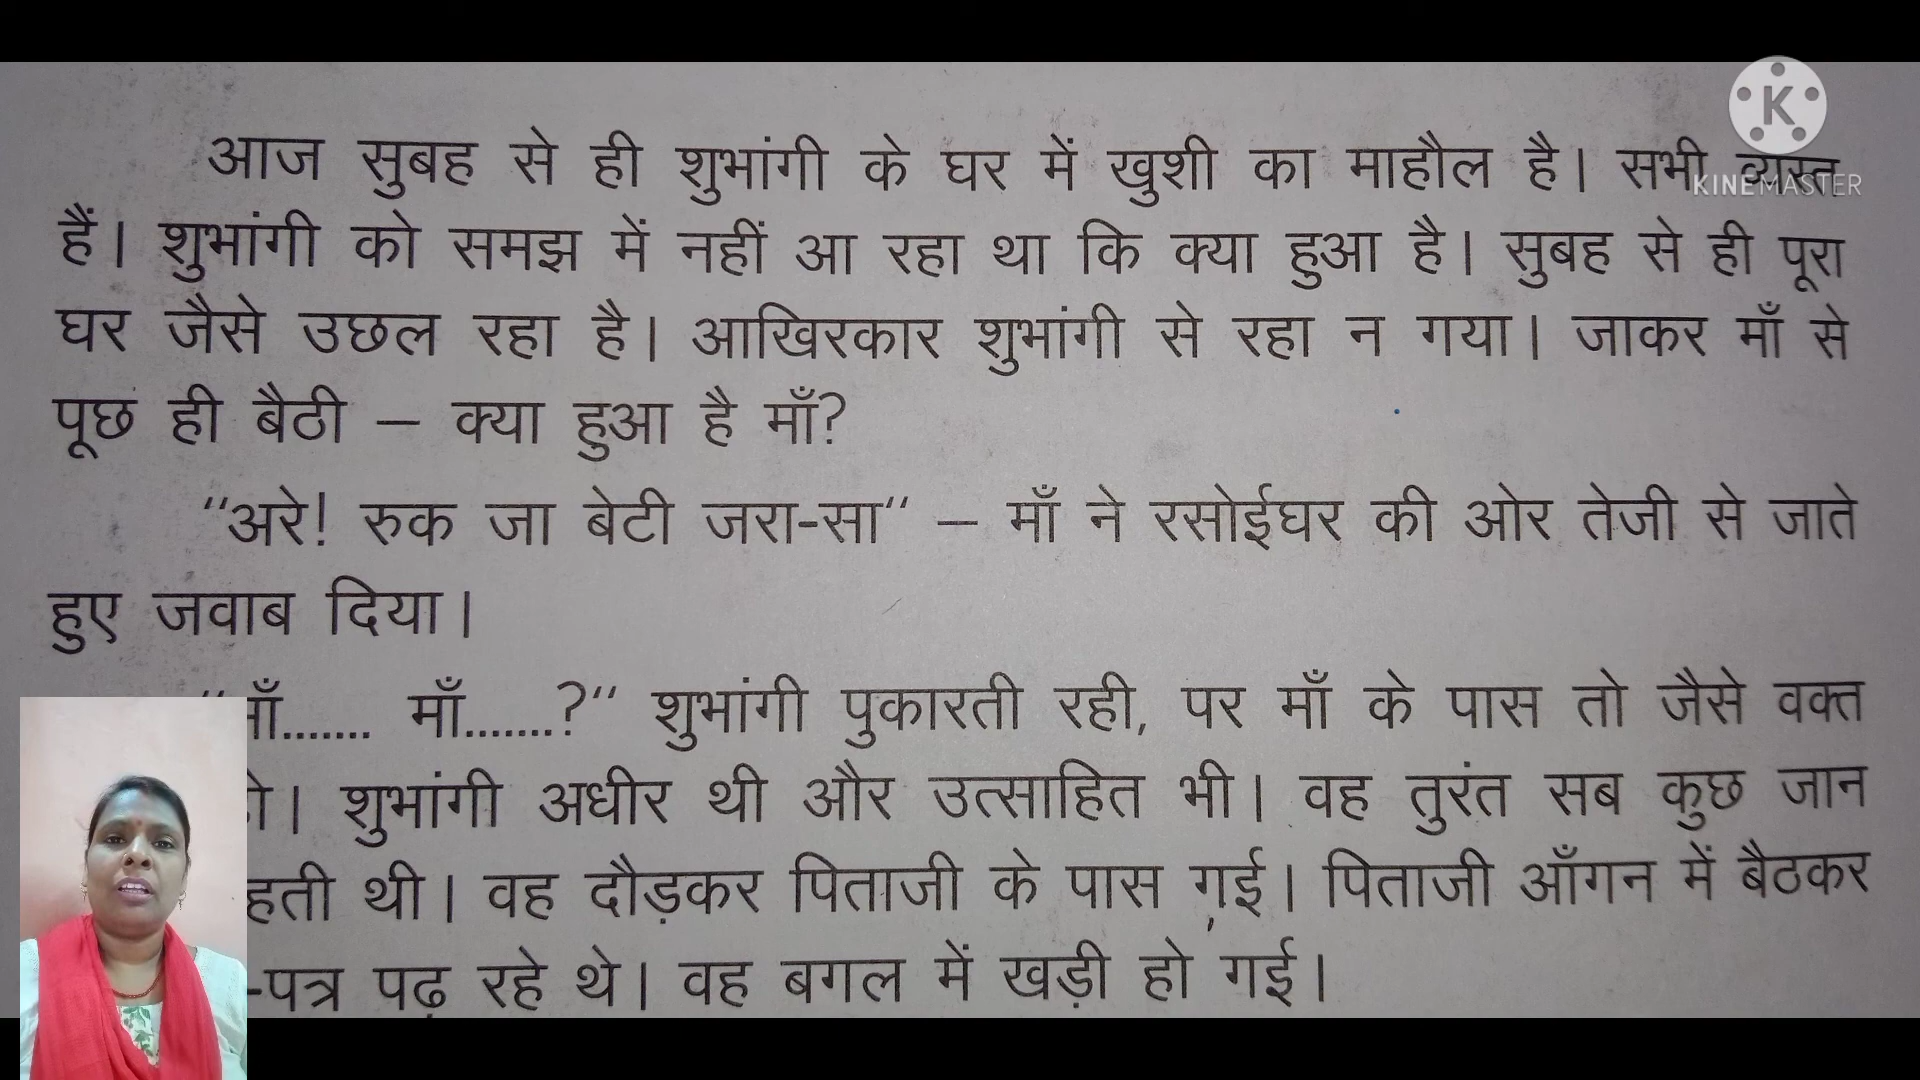 K
KINEMASTER
आज सुबह से ही शुभांगी के घर में खुशी का माहौल है। सभी व्यस्त
हैं। शुभांगी को समझ में नहीं आ रहा था कि क्या हुआ है। सुबह से ही पूरा
घर जैसे उछल रहा है। आखिरकार शुभांगी से रहा न गया। जाकर माँ से
पूछ ही बैठी – क्या हुआ है माँ?
“अरे! रुक जा बेटी जरा-सा” – माँ ने रसोईघर की ओर तेजी से जाते
हुए जवाब दिया।
माँ....... माँ.......?” शुभांगी पुकारती रही, पर माँ के पास तो जैसे वक्त
शुभांगी अधीर थी और उत्साहित भी। वह तुरंत सब कुछ जान
थी। वह दौड़कर पिताजी के पास गई। पिताजी आँगन में बैठकर
-पत्र पढ़ रहे थे। वह बगल में खड़ी हो गई।